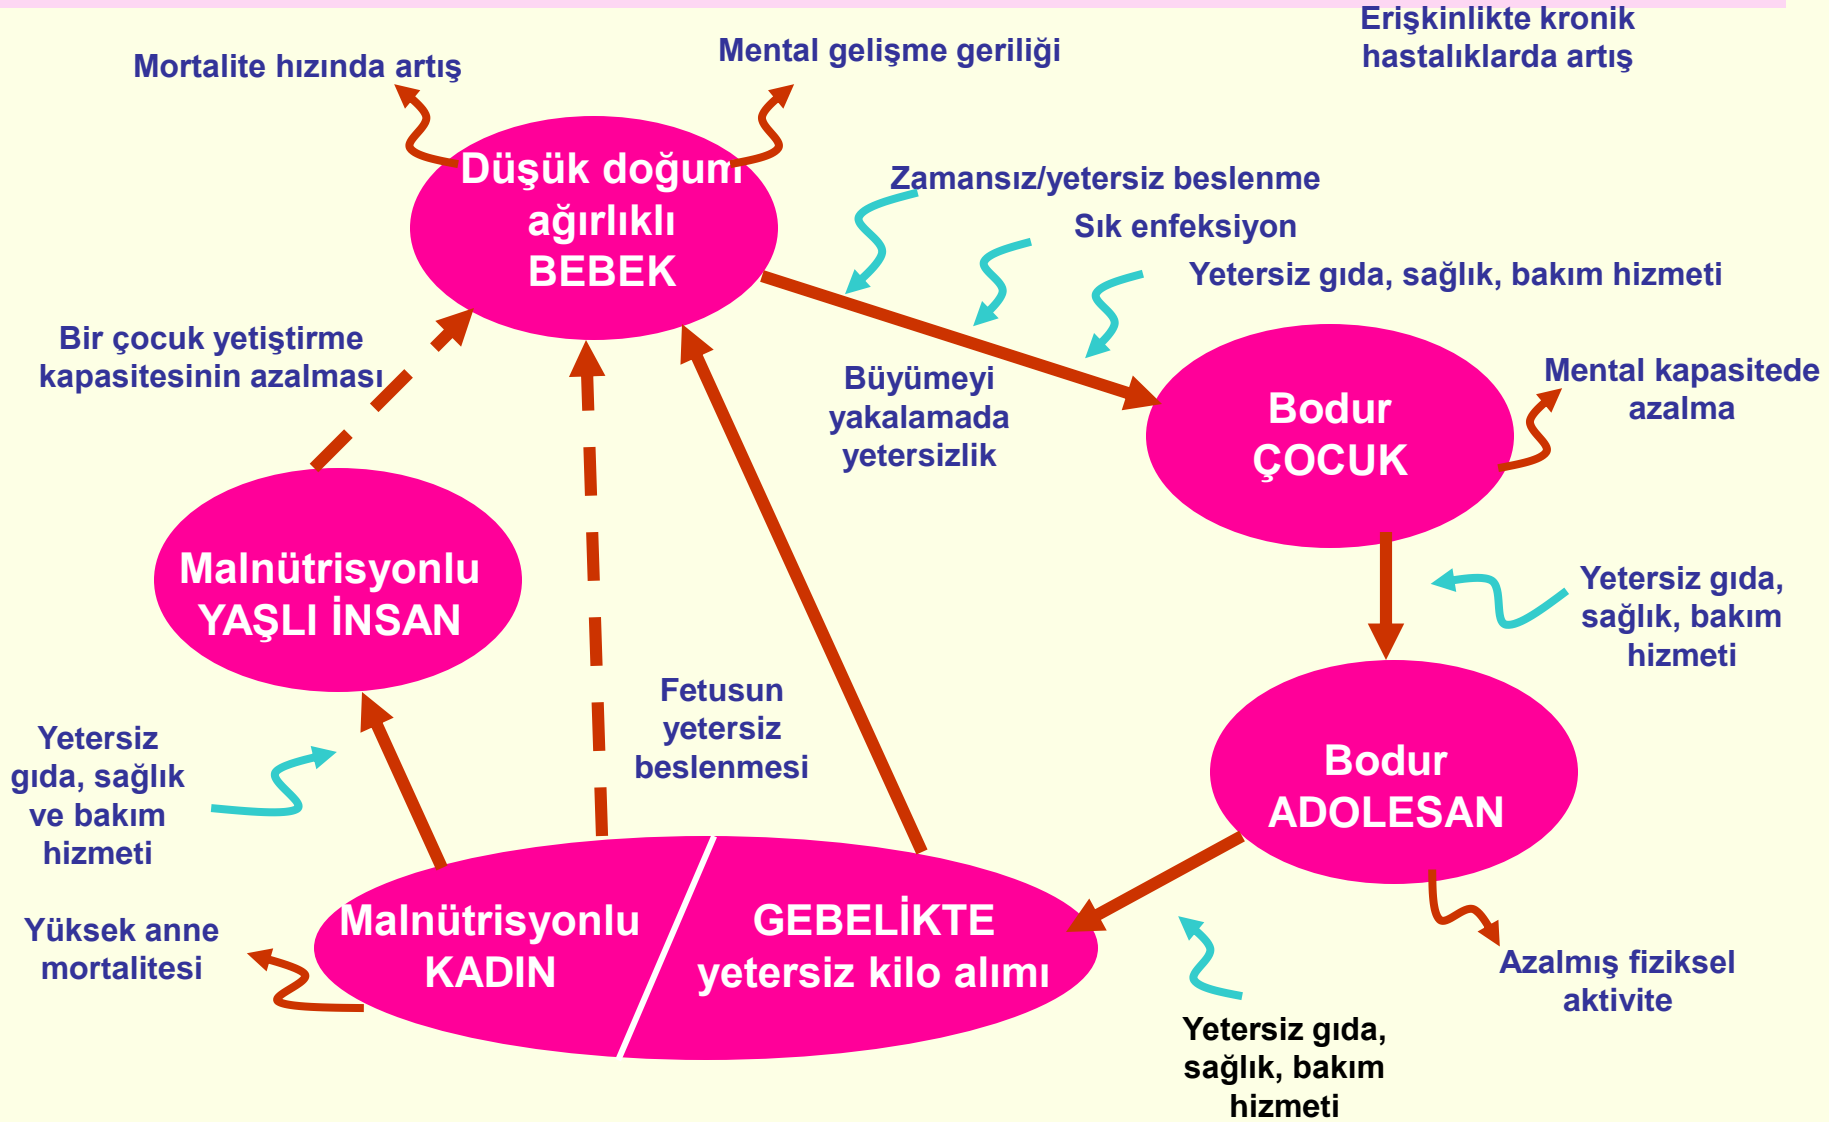 Erişkinlikte kronik
hastalıklarda artış
Mortalite hızında artış
Mental gelişme geriliği
Düşük doğum
ağırlıklı
BEBEK
Zamansız/yetersiz beslenme
Sık enfeksiyon
Yetersiz gıda, sağlık, bakım hizmeti
Bir çocuk yetiştirme
kapasitesinin azalması
Büyümeyi
yakalamada
yetersizlik
Bodur
ÇOCUK
Mental kapasitede
azalma
Malnütrisyonlu
YAŞLI İNSAN
Yetersiz gıda,
sağlık, bakım
hizmeti
Fetusun
yetersiz
beslenmesi
Yetersiz
gıda, sağlık
ve bakım
hizmeti
Bodur
ADOLESAN
Yüksek anne
mortalitesi
Malnütrisyonlu
KADIN
GEBELİKTE
yetersiz kilo alımı
Azalmış fiziksel
aktivite
Yetersiz gıda,
sağlık, bakım
hizmeti